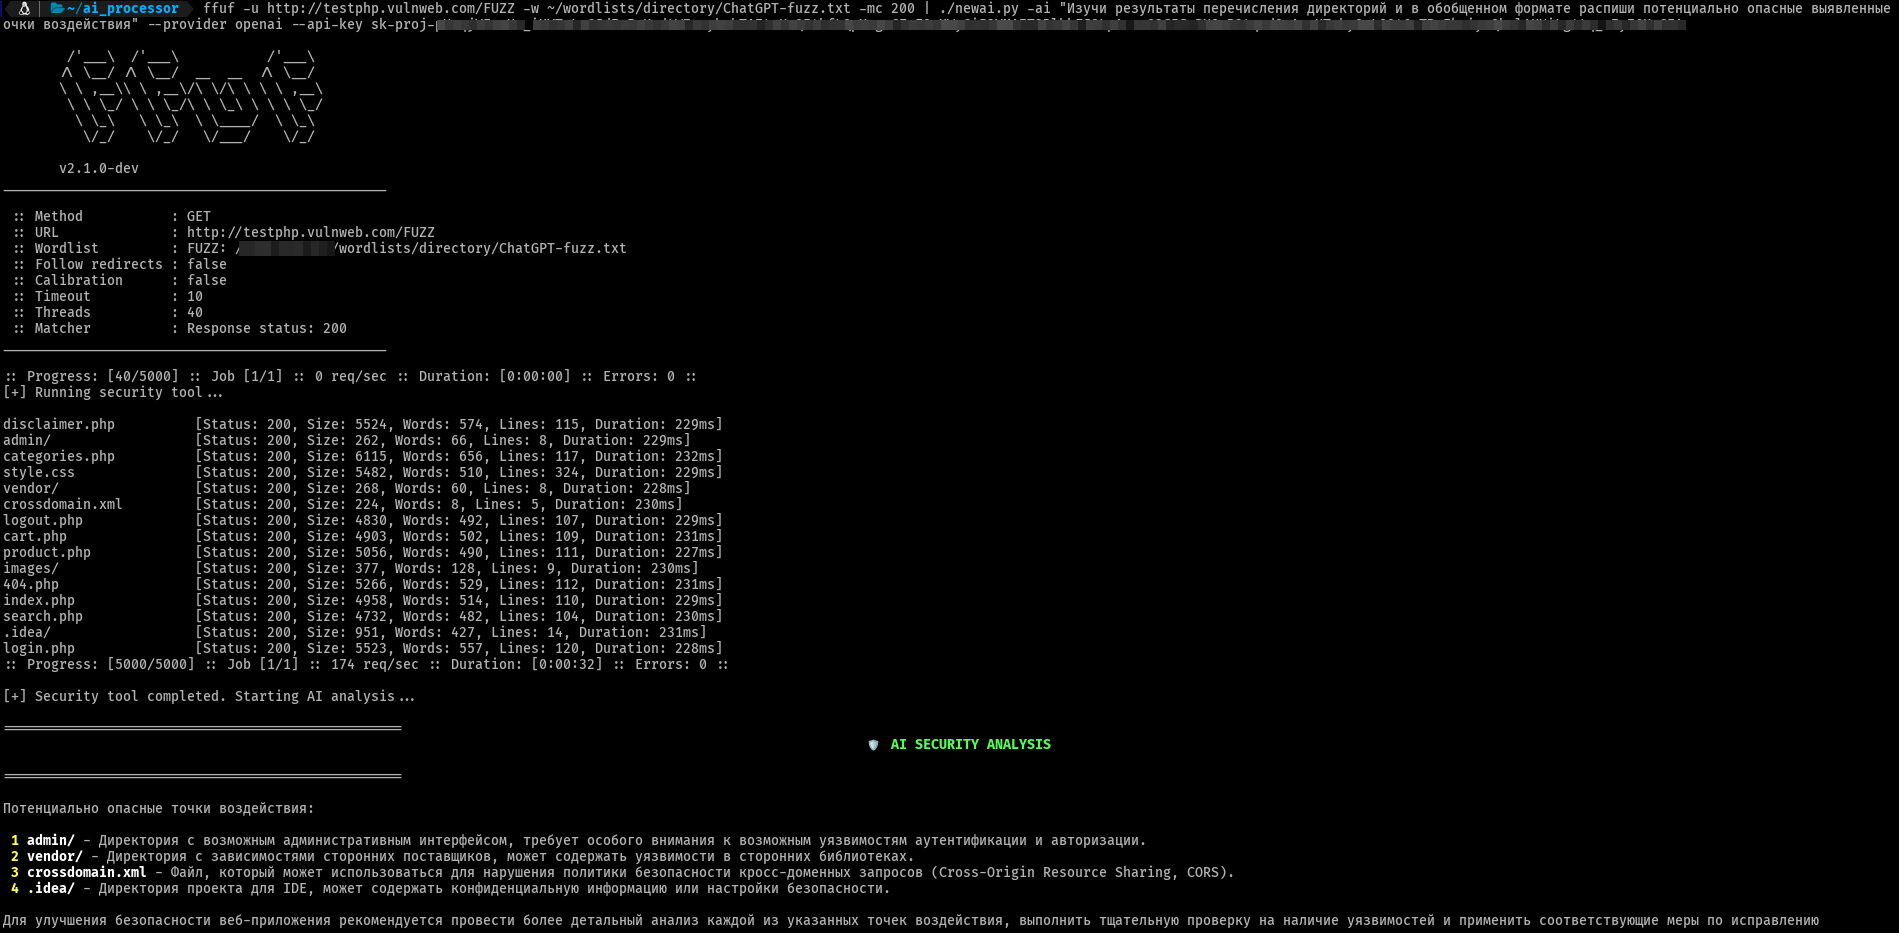 ~/ai_processor ffuf -u http://testphp.vulnweb.com/FUZZ -w ~/wordlists/directory/ChatGPT-fuzz.txt -mc 200 | ./newai.py -ai "Изучи результаты перечисления директорий и в обобщенном формате распиши потенциально опасные выявленные
очки воздействия" --provider openai --api-key sk-proj-
v2.1.0-dev
:: Method : GET
:: URL : http://testphp.vulnweb.com/FUZZ
:: Wordlist : FUZZ: / /wordlists/directory/ChatGPT-fuzz.txt
:: Follow redirects : false
:: Calibration : false
:: Timeout : 10
:: Threads : 40
:: Matcher : Response status: 200
:: Progress: [40/5000] :: Job [1/1] :: 0 req/sec :: Duration: [0:00:00] :: Errors: 0 ::
[+] Running security tool...
disclaimer.php [Status: 200, Size: 5524, Words: 574, Lines: 115, Duration: 229ms]
admin/ [Status: 200, Size: 262, Words: 66, Lines: 8, Duration: 229ms]
categories.php [Status: 200, Size: 6115, Words: 656, Lines: 117, Duration: 232ms]
style.css [Status: 200, Size: 5482, Words: 510, Lines: 324, Duration: 229ms]
vendor/ [Status: 200, Size: 268, Words: 60, Lines: 8, Duration: 228ms]
crossdomain.xml [Status: 200, Size: 224, Words: 8, Lines: 5, Duration: 230ms]
logout.php [Status: 200, Size: 4830, Words: 492, Lines: 107, Duration: 229ms]
cart.php [Status: 200, Size: 4903, Words: 502, Lines: 109, Duration: 231ms]
product.php [Status: 200, Size: 5056, Words: 490, Lines: 111, Duration: 227ms]
images/ [Status: 200, Size: 377, Words: 128, Lines: 9, Duration: 230ms]
404.php [Status: 200, Size: 5266, Words: 529, Lines: 112, Duration: 231ms]
index.php [Status: 200, Size: 4958, Words: 514, Lines: 110, Duration: 229ms]
search.php [Status: 200, Size: 4732, Words: 482, Lines: 104, Duration: 230ms]
.idea/ [Status: 200, Size: 951, Words: 427, Lines: 14, Duration: 231ms]
login.php [Status: 200, Size: 5523, Words: 557, Lines: 120, Duration: 228ms]
:: Progress: [5000/5000] :: Job [1/1] :: 174 req/sec :: Duration: [0:00:32] :: Errors: 0 ::
[+] Security tool completed. Starting AI analysis...
AI SECURITY ANALYSIS
Потенциально опасные точки воздействия:
1 admin/ - Директория с возможным административным интерфейсом, требует особого внимания к возможным уязвимостям аутентификации и авторизации.
2 vendor/ - Директория с зависимостями сторонних поставщиков, может содержать уязвимости в сторонних библиотеках.
3 crossdomain.xml - Файл, который может использоваться для нарушения политики безопасности кросс-доменных запросов (Cross-Origin Resource Sharing, CORS).
4 .idea/ - Директория проекта для IDE, может содержать конфиденциальную информацию или настройки безопасности.
Для улучшения безопасности веб-приложения рекомендуется провести более детальный анализ каждой из указанных точек воздействия, выполнить тщательную проверку на наличие уязвимостей и применить соответствующие меры по исправлению